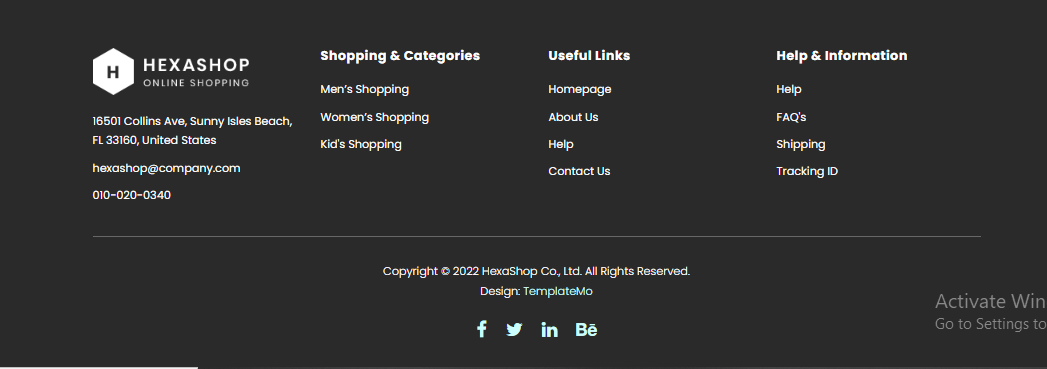 H
HEXASHOP
ONLINE SHOPPING
16501 Collins Ave, Sunny Isles Beach,
FL 33160, United States
hexashop@company.com
010-020-0340
Shopping & Categories
Men’s Shopping
Women’s Shopping
Kid's Shopping
Useful Links
Homepage
About Us
Help
Contact Us
Help & Information
Help
FAQ's
Shipping
Tracking ID
Copyright © 2022 HexaShop Co., Ltd. All Rights Reserved.
Design: TemplateMo
f
in
Bē
Activate Win
Go to Settings to